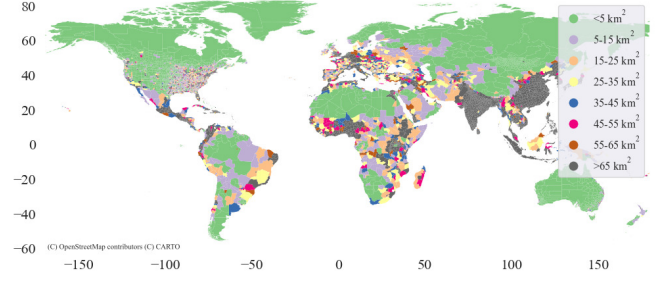 80
60
40
20
0
−20
−40
−60
<5 km²
5-15 km²
15-25 km²
25-35 km²
35-45 km²
45-55 km²
55-65 km²
>65 km²
(C) OpenStreetMap contributors (C) CARTO
−150 −100 −50 0 50 100 150